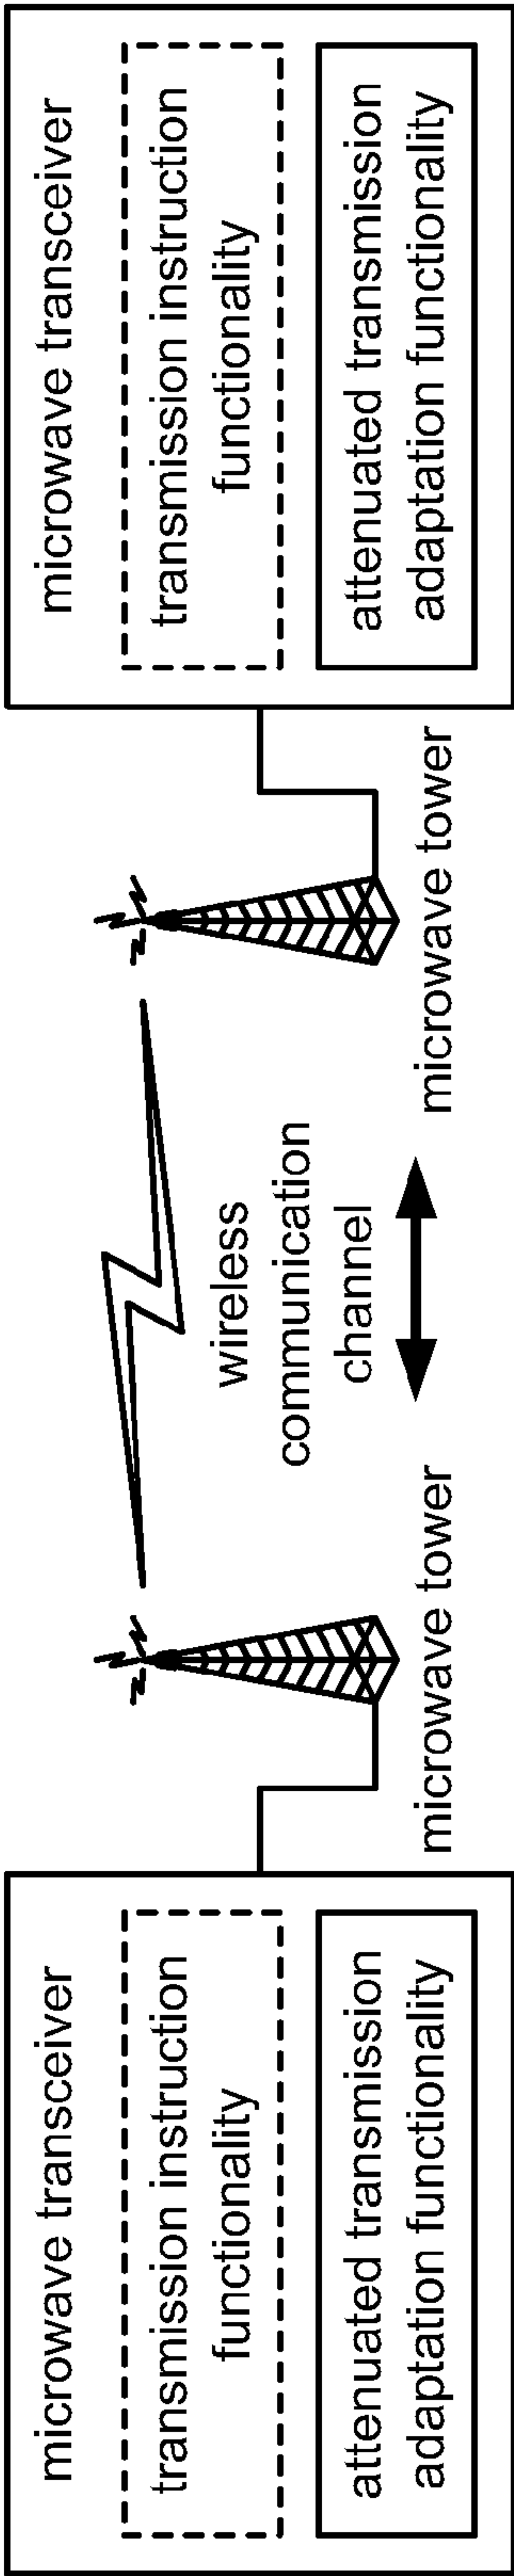 microwave transceiver
transmission instruction
functionality
attenuated transmission
adaptation functionality
microwave tower
wireless
communication
channel
microwave tower
microwave transceiver
transmission instruction
functionality
attenuated transmission
adaptation functionality